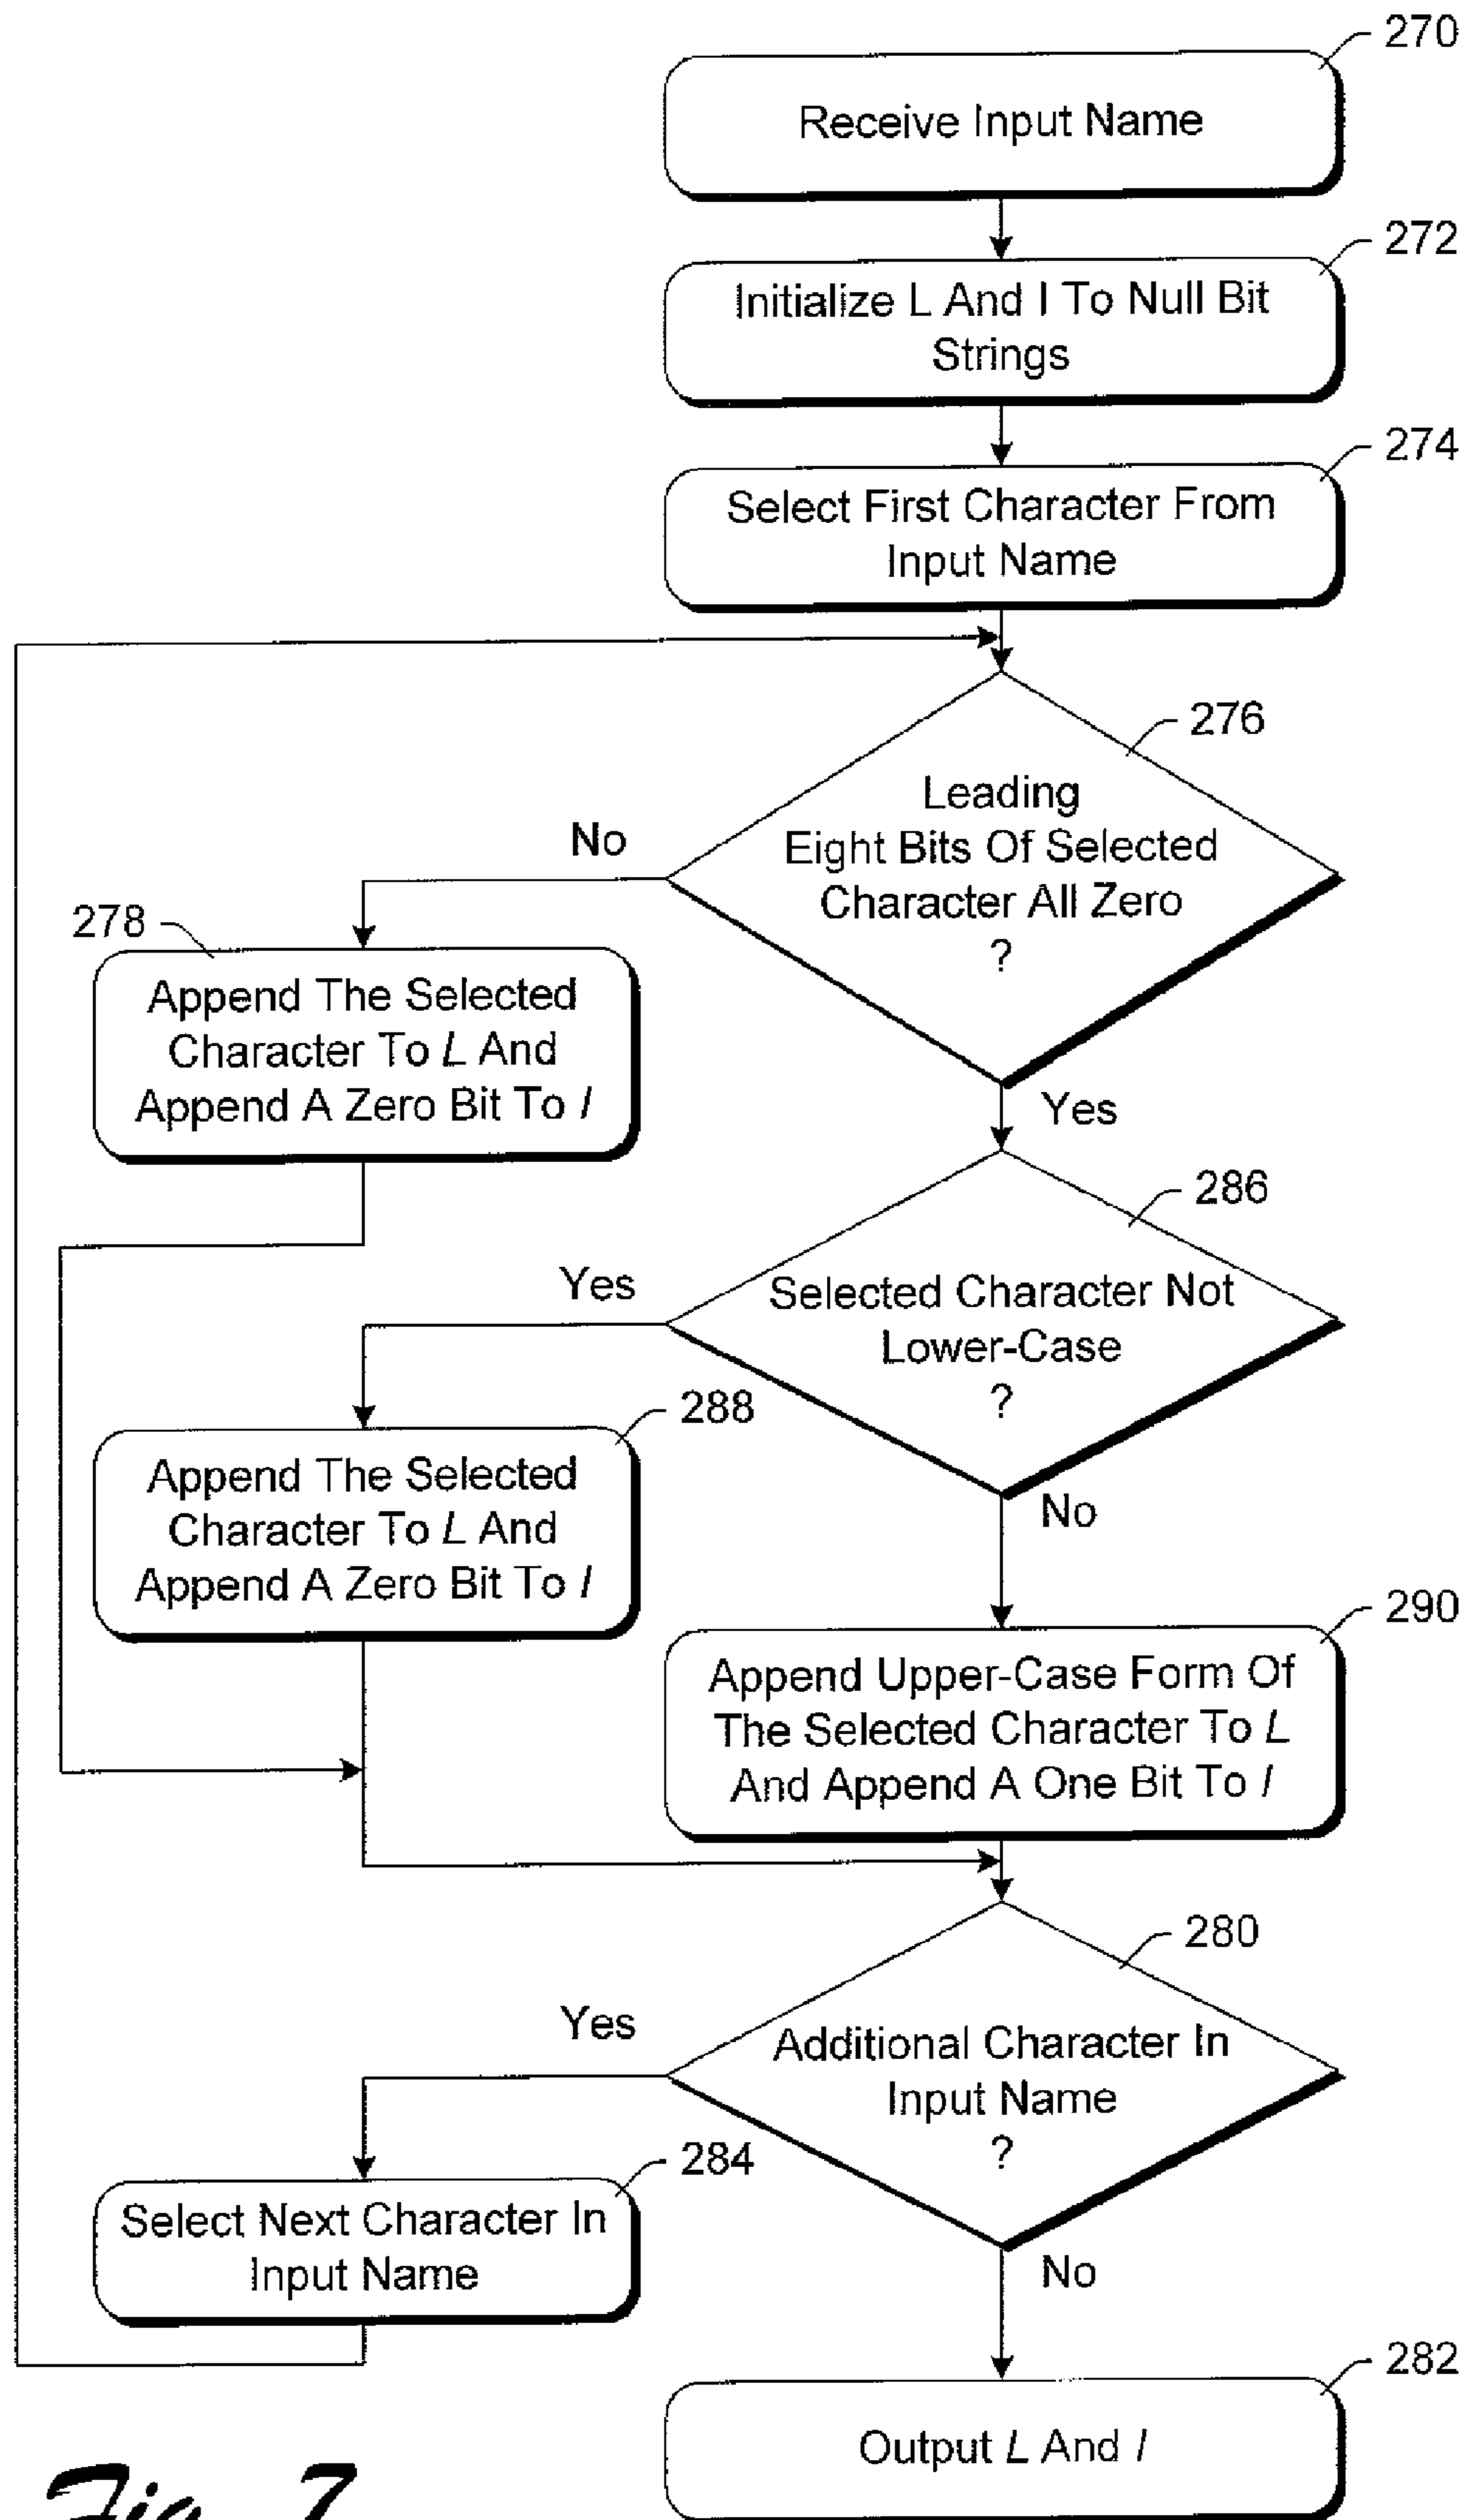 270
Receive Input Name
272
Initialize L And I To Null Bit
Strings
274
Select First Character From
Input Name
276
Leading
Eight Bits Of Selected
Character All Zero
?
No
278
Append The Selected
Character To L And
Append A Zero Bit To I
Yes
286
Selected Character Not
Lower-Case
?
Yes
288
Append The Selected
Character To L And
Append A Zero Bit To I
No
290
Append Upper-Case Form Of
The Selected Character To L
And Append A One Bit To I
280
Additional Character In
Input Name
?
Yes
284
Select Next Character In
Input Name
No
282
Output L And I
Fig. 7